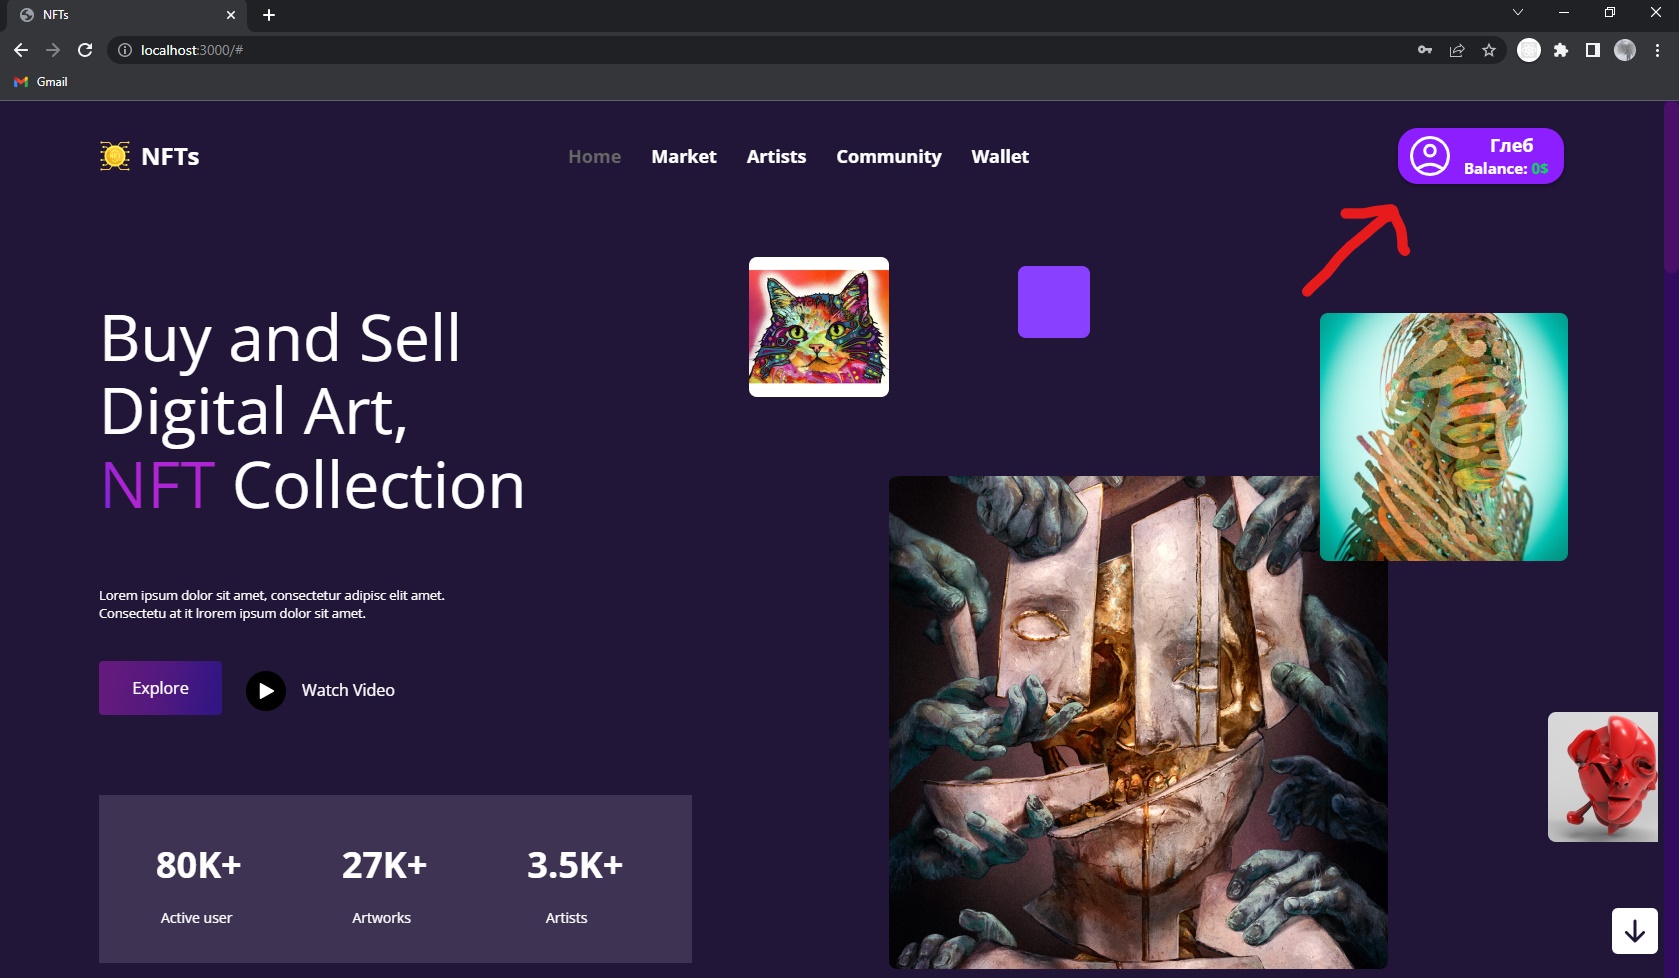 NFTs
localhost:3000/#
Gmail
NFTs
Home Market Artists Community Wallet
Глеб
Balance: 0$
Buy and Sell
Digital Art,
NFT Collection
Lorem ipsum dolor sit amet, consectetur adipisc elit amet.
Consectetu at it lrorem ipsum dolor sit amet.
Explore
Watch Video
80K+ 27K+ 3.5K+
Active user Artworks Artists